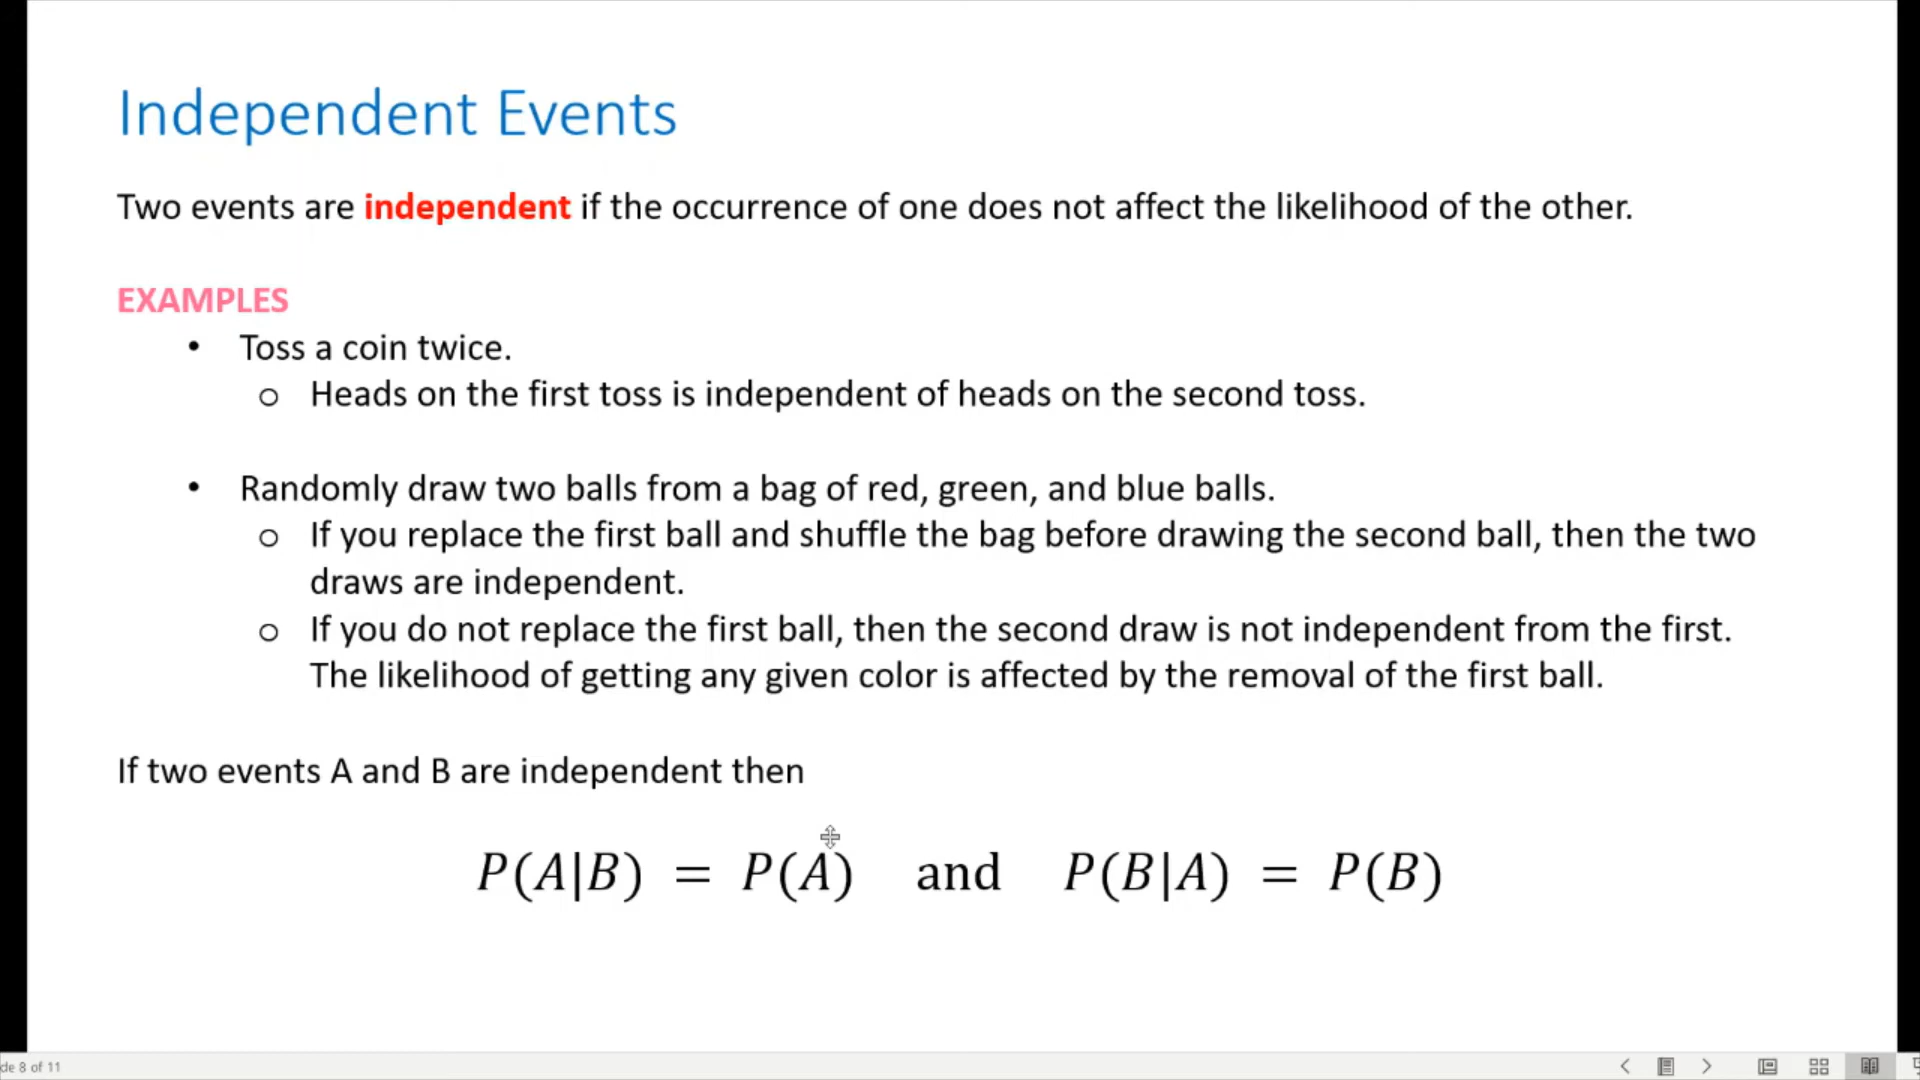 Independent Events
Two events are independent if the occurrence of one does not affect the likelihood of the other.
EXAMPLES
• Toss a coin twice.
o Heads on the first toss is independent of heads on the second toss.
• Randomly draw two balls from a bag of red, green, and blue balls.
o If you replace the first ball and shuffle the bag before drawing the second ball, then the two
draws are independent.
o If you do not replace the first ball, then the second draw is not independent from the first.
The likelihood of getting any given color is affected by the removal of the first ball.
If two events A and B are independent then
P(A|B) = P(A) and P(B|A) = P(B)
de 8 of 11